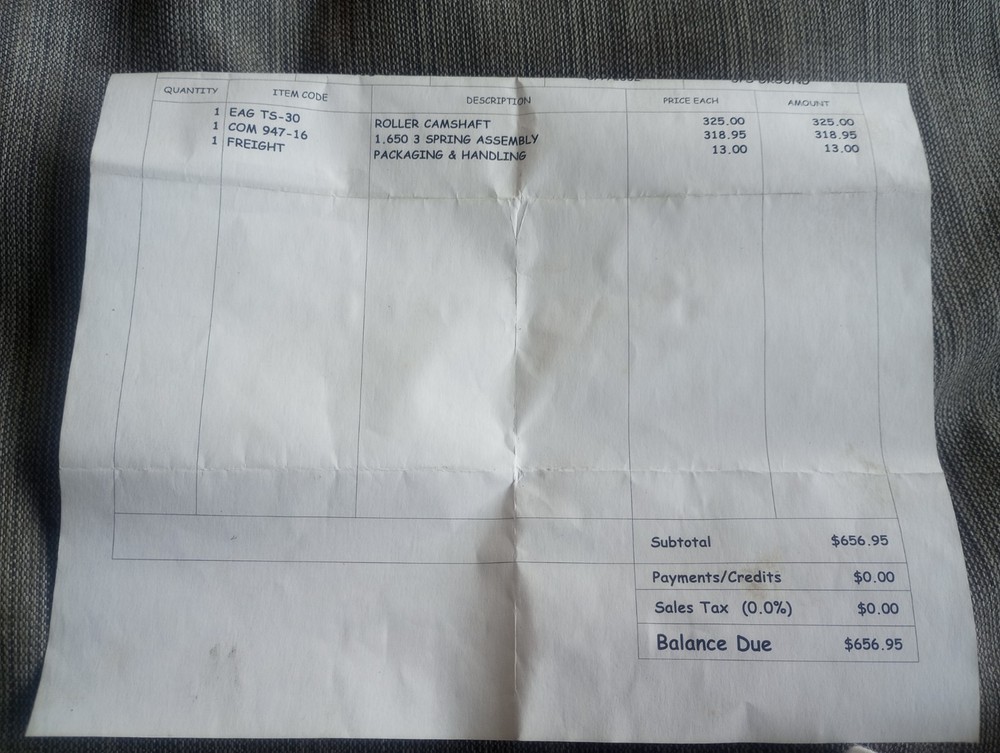 QUANTITY ITEM CODE DESCRIPTION PRICE EACH AMOUNT
1 EAG TS-30 ROLLER CAMSHAFT 325.00 325.00
1 COM 947-16 1.650 3 SPRING ASSEMBLY 318.95 318.95
1 FREIGHT PACKAGING & HANDLING 13.00 13.00
Subtotal $656.95
Payments/Credits $0.00
Sales Tax (0.0%) $0.00
Balance Due $656.95